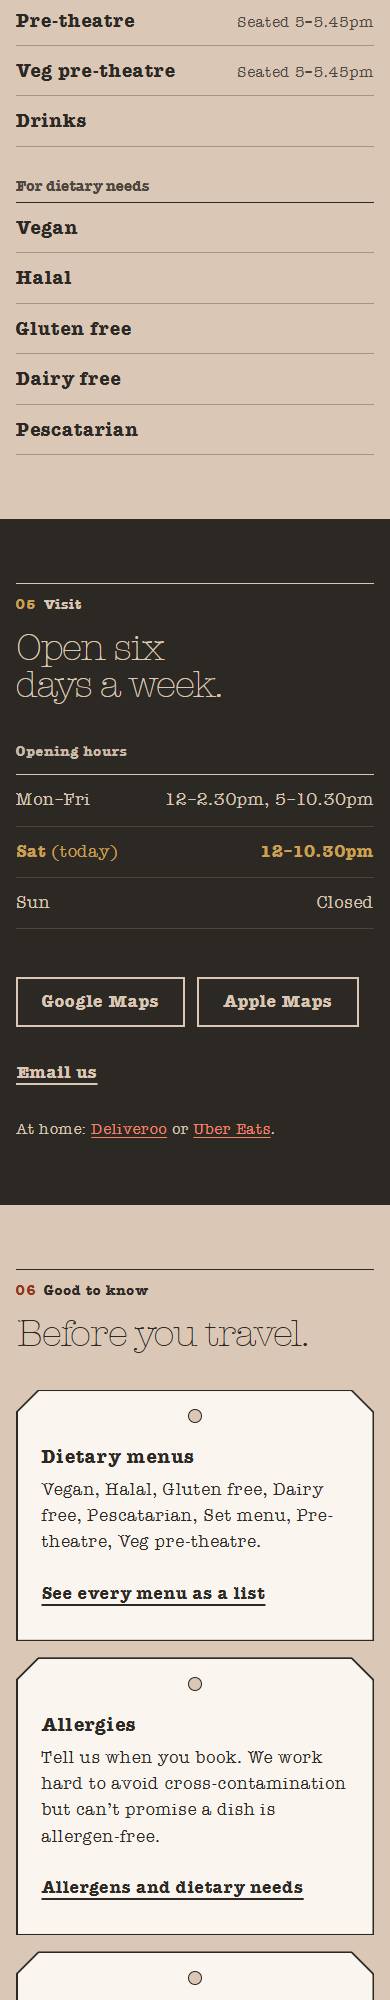 Pre-theatre Seated 5–5.45pm
Veg pre-theatre Seated 5–5.45pm
Drinks
For dietary needs
Vegan
Halal
Gluten free
Dairy free
Pescatarian
05 Visit
Open six
days a week.
Opening hours
Mon–Fri 12–2.30pm, 5–10.30pm
Sat (today) 12–10.30pm
Sun Closed
Google Maps Apple Maps
Email us
At home: Deliveroo or Uber Eats.
06 Good to know
Before you travel.
Dietary menus
Vegan, Halal, Gluten free, Dairy
free, Pescatarian, Set menu, Pre-
theatre, Veg pre-theatre.
See every menu as a list
Allergies
Tell us when you book. We work
hard to avoid cross-contamination
but can’t promise a dish is
allergen-free.
Allergens and dietary needs